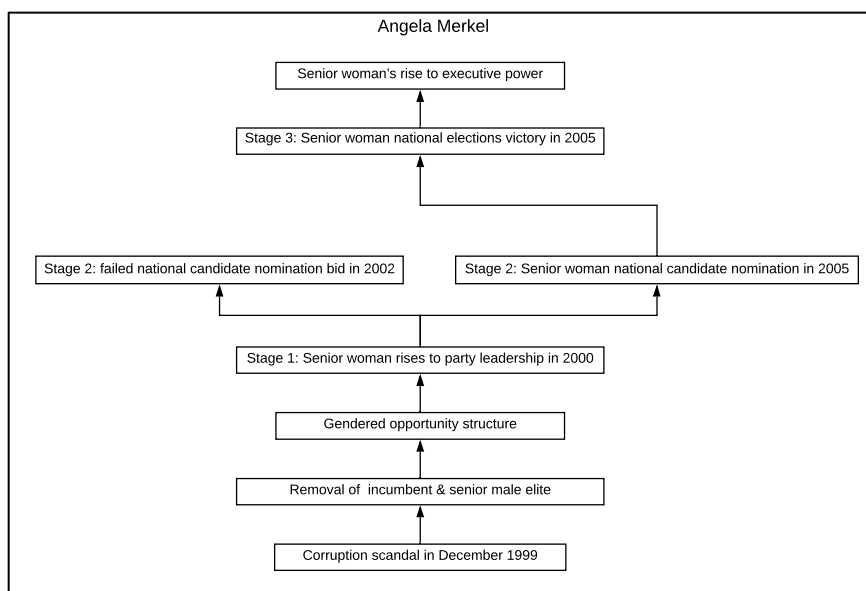 Angela Merkel
Senior woman’s rise to executive power
Stage 3: Senior woman national elections victory in 2005
Stage 2: failed national candidate nomination bid in 2002
Stage 2: Senior woman national candidate nomination in 2005
Stage 1: Senior woman rises to party leadership in 2000
Gendered opportunity structure
Removal of incumbent & senior male elite
Corruption scandal in December 1999